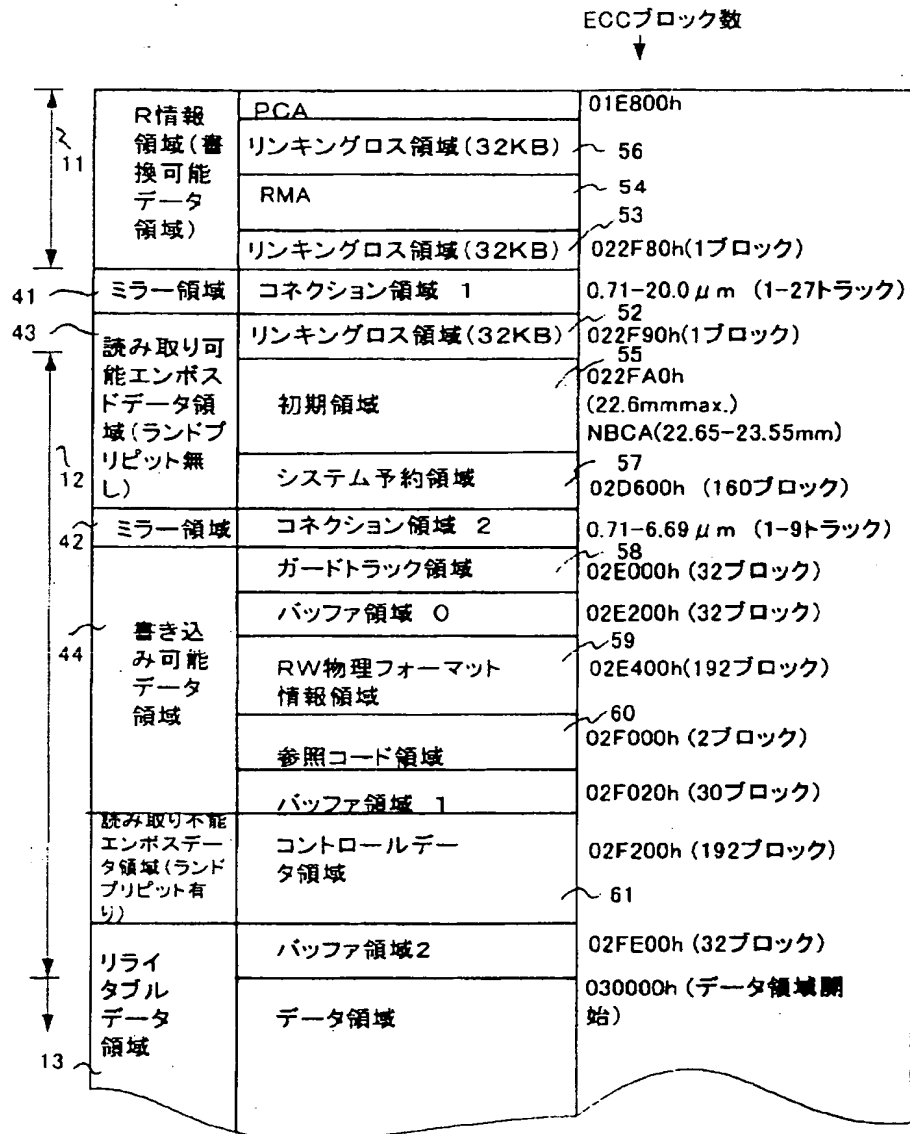 ECCブロック数
R情報
領域(書
換可能
データ
領域)
11
PCA
01E800h
リンキングロス領域(32KB)
56
RMA
54
53
リンキングロス領域(32KB)
022F80h(1ブロック)
41
ミラー領域
コネクション領域 1
0.71-20.0μm (1-27トラック)
43
読み取り可
能エンボス
ドデータ領
域(ランドプ
リピット無
し)
12
リンキングロス領域(32KB)
52
022F90h(1ブロック)
55
初期領域
022FA0h
(22.6mmmax.)
NBCA(22.65-23.55mm)
57
システム予約領域
02D600h (160ブロック)
42
ミラー領域
コネクション領域 2
0.71-6.69μm (1-9トラック)
58
44
書き込
み可能
データ
領域
ガードトラック領域
02E000h (32ブロック)
バッファ領域 0
02E200h (32ブロック)
59
RW物理フォーマット
情報領域
02E400h(192ブロック)
60
参照コード領域
02F000h (2ブロック)
バッファ領域 1
02F020h (30ブロック)
読み取り不能
エンボスデー
タ領域(ランド
プリピット有
り)
コントロールデー
タ領域
02F200h (192ブロック)
61
リライ
タブル
データ
領域
13
バッファ領域2
02FE00h (32ブロック)
データ領域
030000h (データ領域開
始)